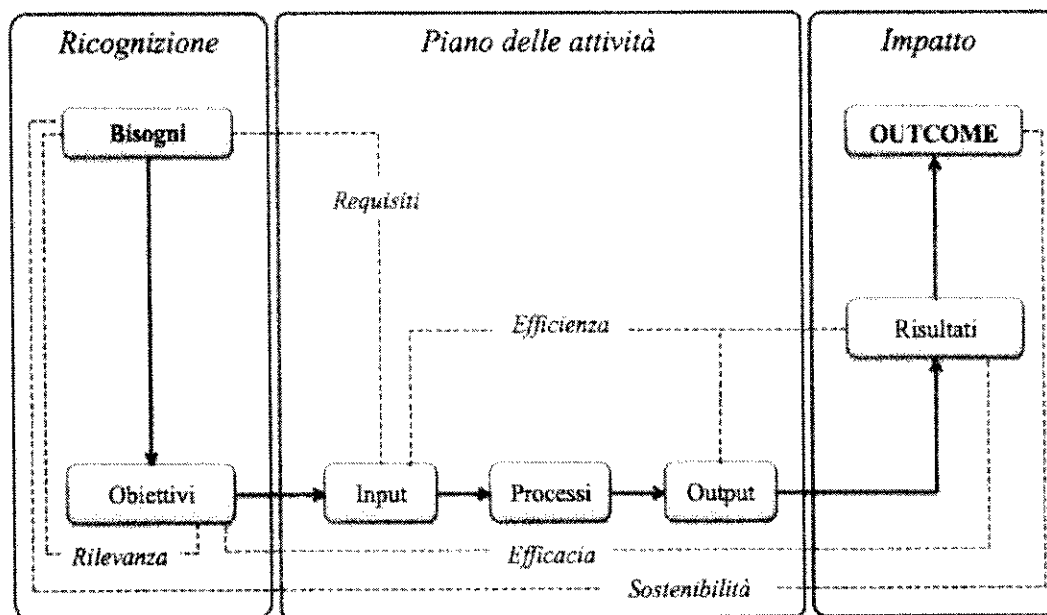 Ricognizione
Piano delle attività
Impatto
Bisogni
OUTCOME
Requisiti
Efficienza
Risultati
Obiettivi
Input
Processi
Output
Rilevanza
Efficacia
Sostenibilità